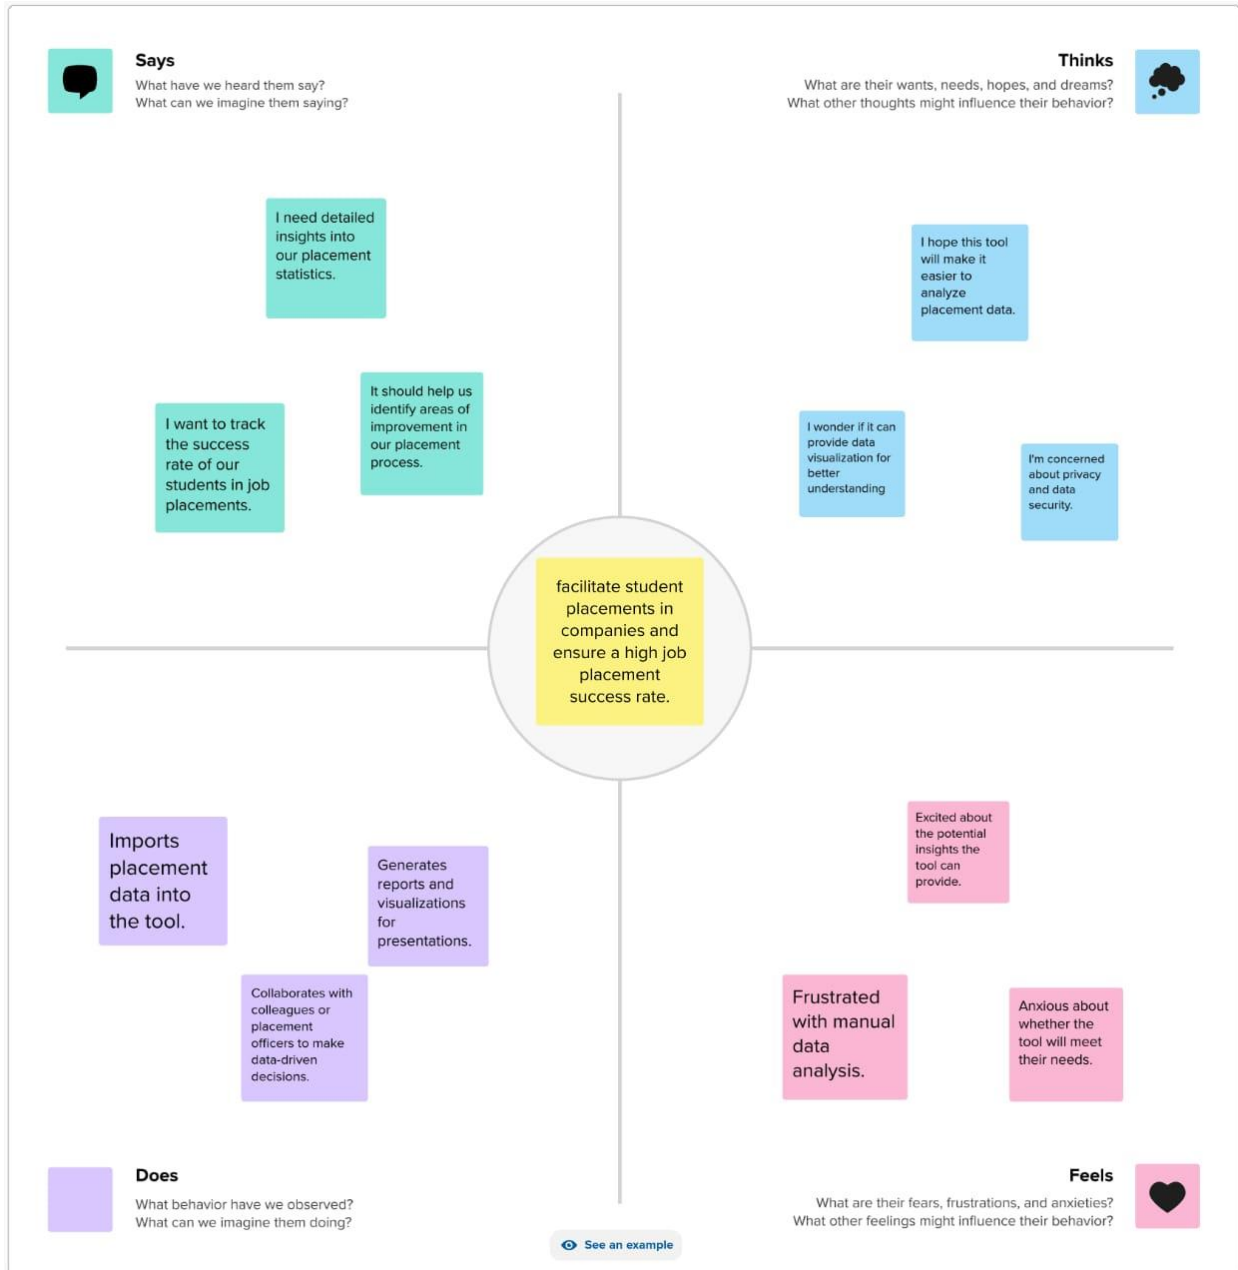 Says
What have we heard them say?
What can we imagine them saying?
Thinks
What are their wants, needs, hopes, and dreams?
What other thoughts might influence their behavior?
I need detailed
insights into
our placement
statistics.
I want to track
the success
rate of our
students in job
placements.
It should help us
identify areas of
improvement in
our placement
process.
I hope this tool
will make it
easier to
analyze
placement data.
I wonder if it can
provide data
visualization for
better
understanding
I'm concerned
about privacy
and data
security.
facilitate student
placements in
companies and
ensure a high job
placement
success rate.
Imports
placement
data into
the tool.
Generates
reports and
visualizations
for
presentations.
Collaborates with
colleagues or
placement
officers to make
data-driven
decisions.
Excited about
the potential
insights the
tool can
provide.
Frustrated
with manual
data
analysis.
Anxious about
whether the
tool will meet
their needs.
Does
What behavior have we observed?
What can we imagine them doing?
Feels
What are their fears, frustrations, and anxieties?
What other feelings might influence their behavior?
See an example